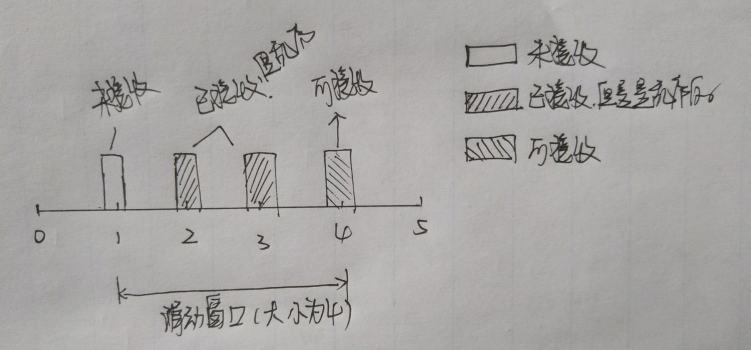 未接收
已接收,且乱序
可接收
未接收
已接收,但是是乱序的
可接收
0 1 2 3 4 5
滑动窗口(大小为4)